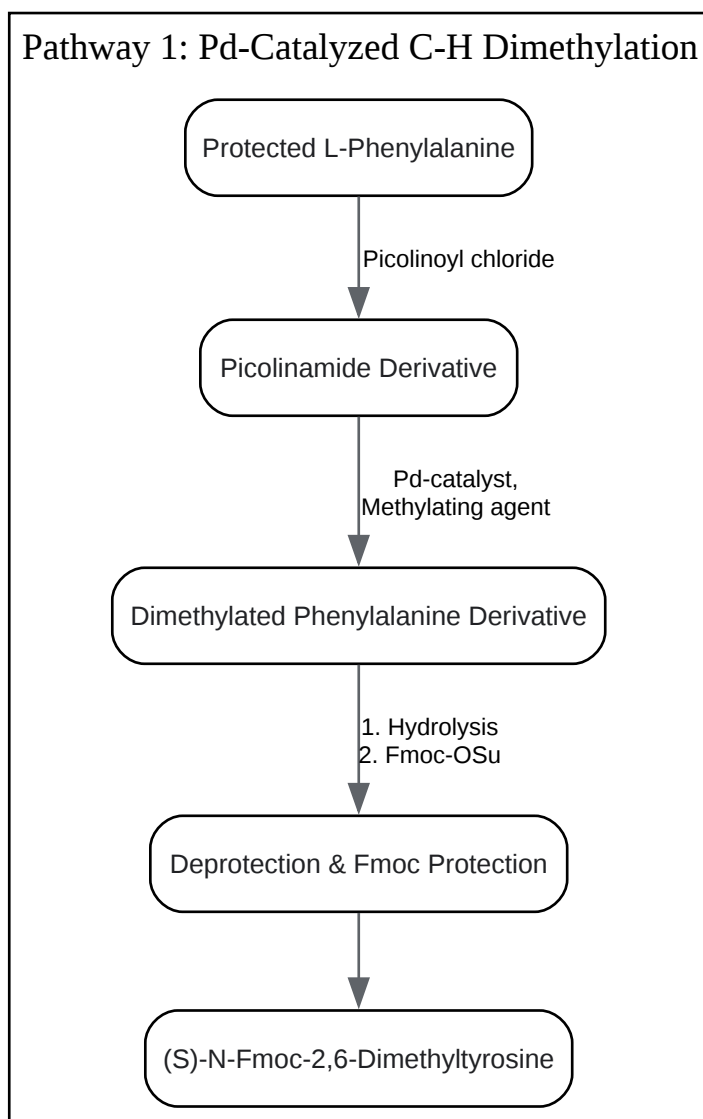 Pathway 1: Pd-Catalyzed C-H Dimethylation
Protected L-Phenylalanine
Picolinoyl chloride
Picolinamide Derivative
Pd-catalyst,
Methylating agent
Dimethylated Phenylalanine Derivative
1. Hydrolysis
2. Fmoc-OSu
Deprotection & Fmoc Protection
(S)-N-Fmoc-2,6-Dimethyltyrosine